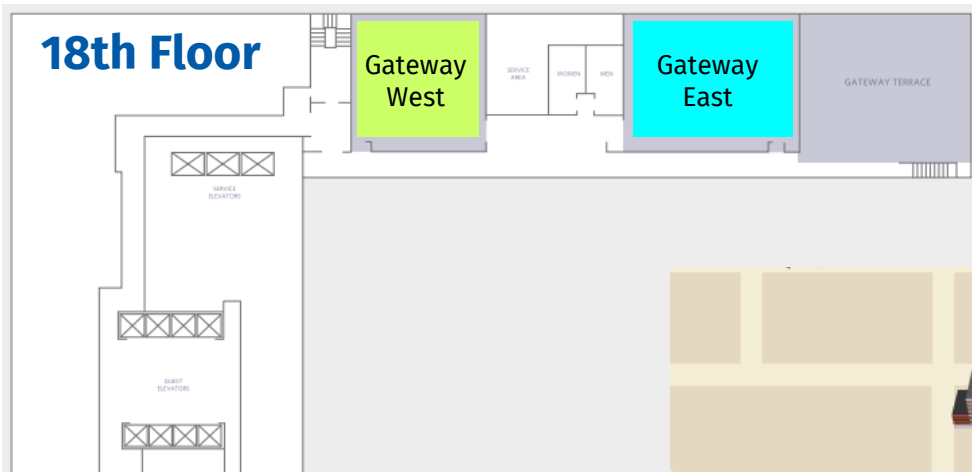 18th Floor
Gateway
West
SERVICE
AREA
WOMEN
MEN
Gateway
East
GATEWAY TERRACE
SERVICE
ELEVATORS
GUEST
ELEVATORS